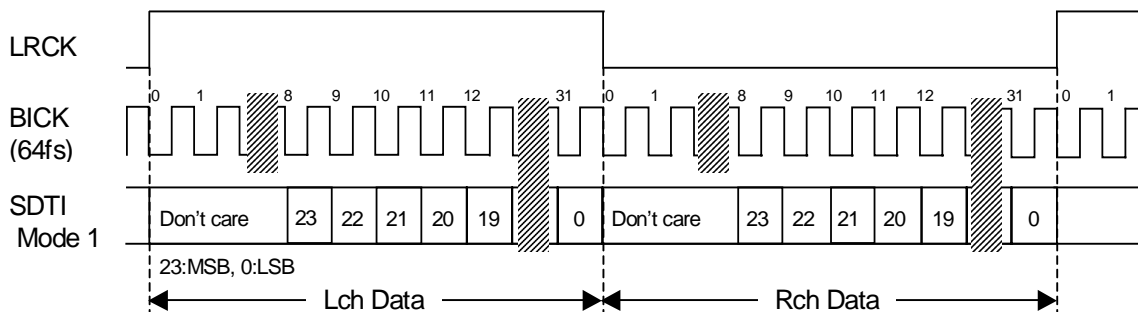 LRCK
0 1 8 9 10 11 12 31 0 1 8 9 10 11 12 31 0 1
BICK
(64fs)
SDTI
Mode 1
Don't care 23 22 21 20 19 0 Don't care 23 22 21 20 19 0
23:MSB, 0:LSB
Lch Data Rch Data